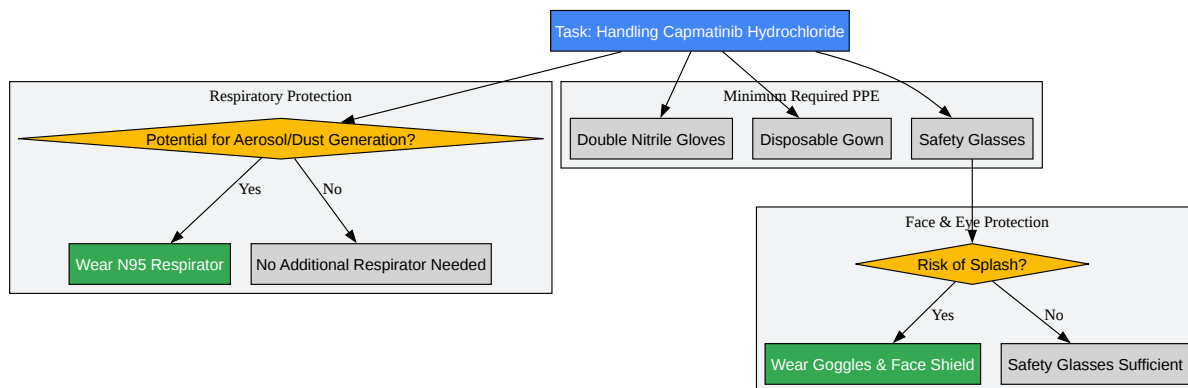 Task: Handling Capmatinib Hydrochloride
Respiratory Protection
Minimum Required PPE
Potential for Aerosol/Dust Generation?
Double Nitrile Gloves
Disposable Gown
Safety Glasses
Yes
No
Face & Eye Protection
Wear N95 Respirator
No Additional Respirator Needed
Risk of Splash?
Yes
No
Wear Goggles & Face Shield
Safety Glasses Sufficient